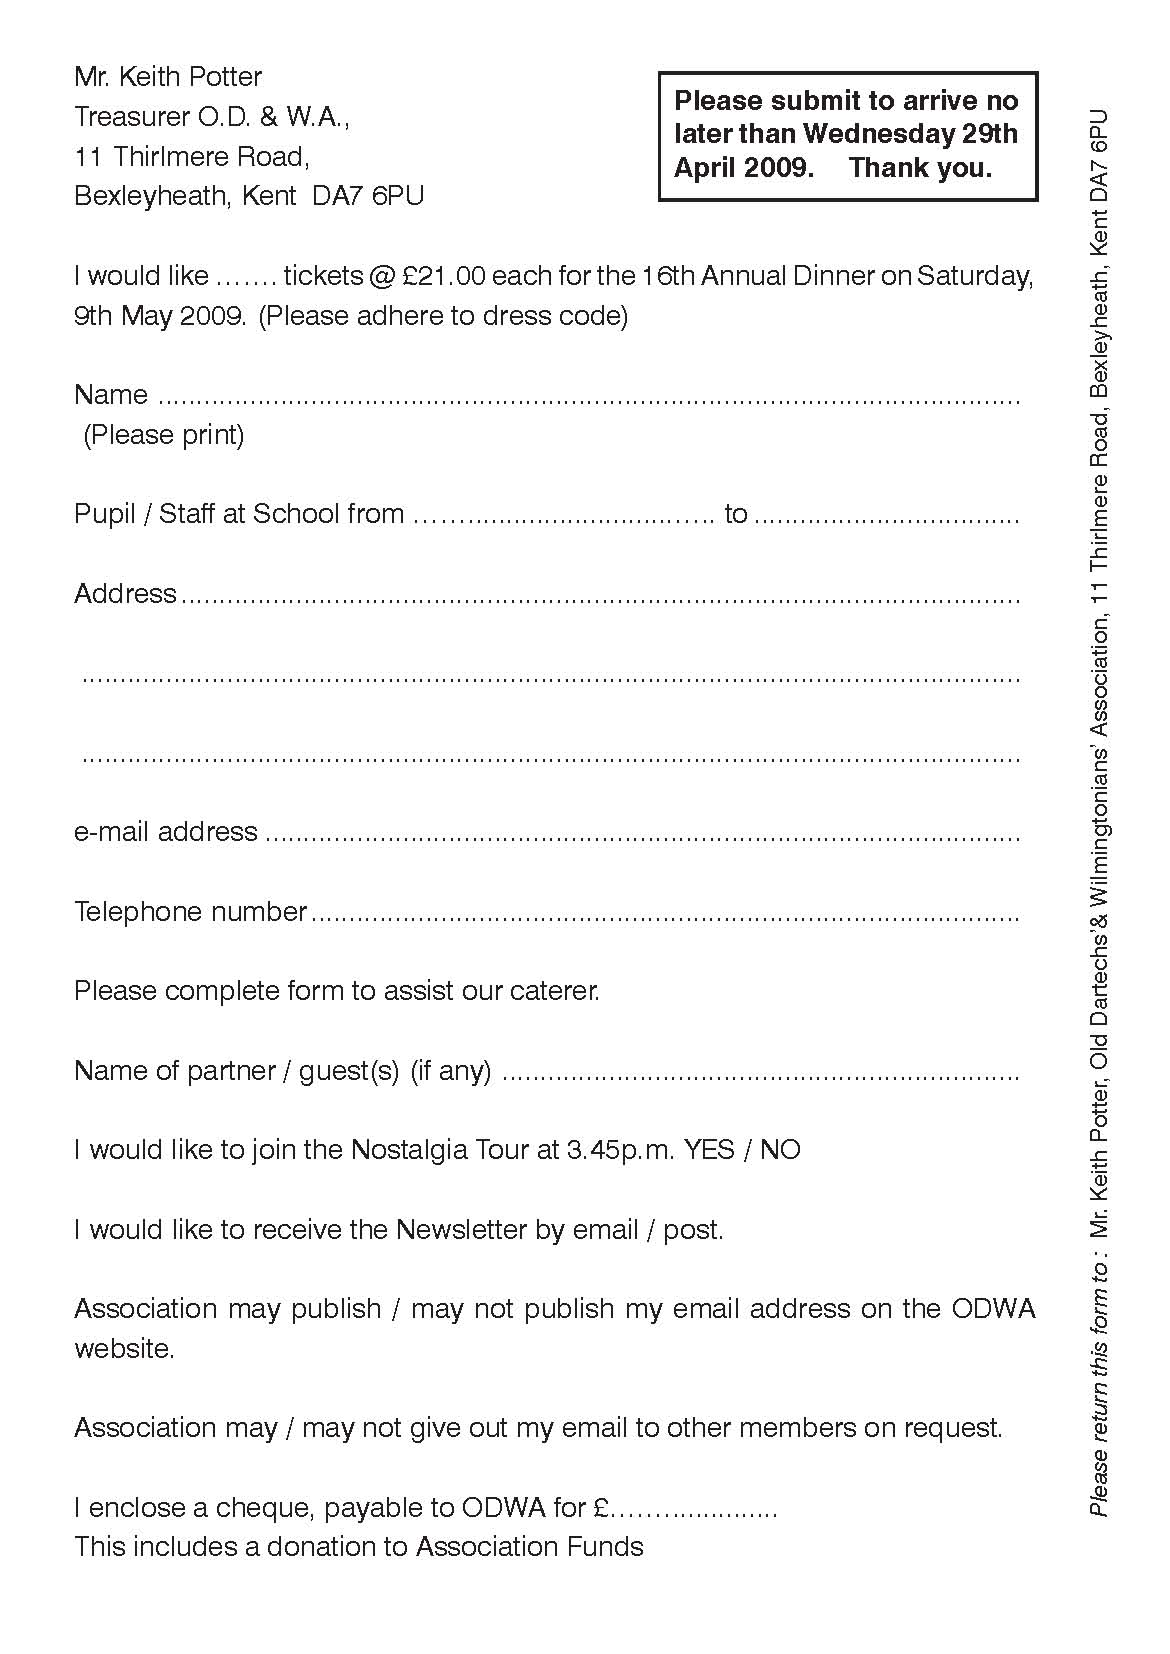 Mr. Keith Potter
Treasurer O.D. & W.A.,
11 Thirlmere Road,
Bexleyheath, Kent  DA7 6PU
Please submit to arrive no
later than Wednesday 29th
April 2009.    Thank you.
I would like ....... tickets @ £21.00 each for the 16th Annual Dinner on Saturday,
9th May 2009. (Please adhere to dress code)
Name ................................................................................................................
(Please print)
Pupil / Staff at School from ....................................... to ...................................
Address.............................................................................................................
..........................................................................................................................
..........................................................................................................................
e-mail address ..................................................................................................
Telephone number............................................................................................
Please complete form to assist our caterer.
Name of partner / guest(s) (if any) ...................................................................
I would like to join the Nostalgia Tour at 3.45p.m. YES / NO
I would like to receive the Newsletter by email / post.
Association may publish / may not publish my email address on the ODWA
website.
Association may / may not give out my email to other members on request.
I enclose a cheque, payable to ODWA for £......................
This includes a donation to Association Funds
Please return this form to : Mr. Keith Potter, Old Dartechs'& Wilmingtonians' Association, 11 Thirlmere Road, Bexleyheath, Kent DA7 6PU